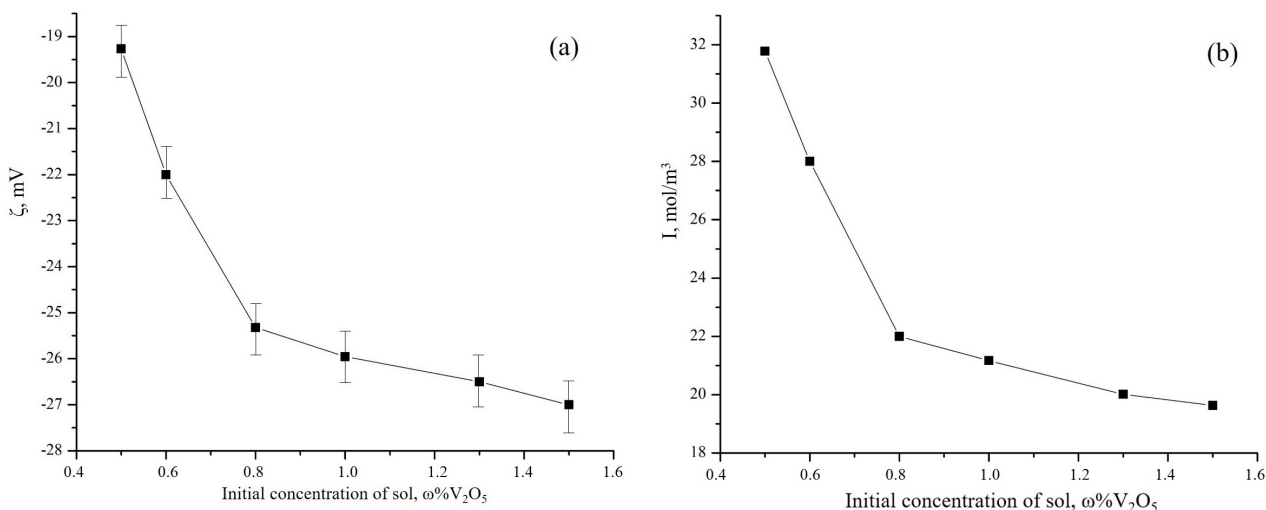 (a)
ζ, mV
-19
-20
-21
-22
-23
-24
-25
-26
-27
-28
0.4 0.6 0.8 1.0 1.2 1.4 1.6
Initial concentration of sol, ω%V₂O₅
(b)
I, mol/m³
32
30
28
26
24
22
20
18
0.4 0.6 0.8 1.0 1.2 1.4 1.6
Initial concentration of sol, ω%V₂O₅